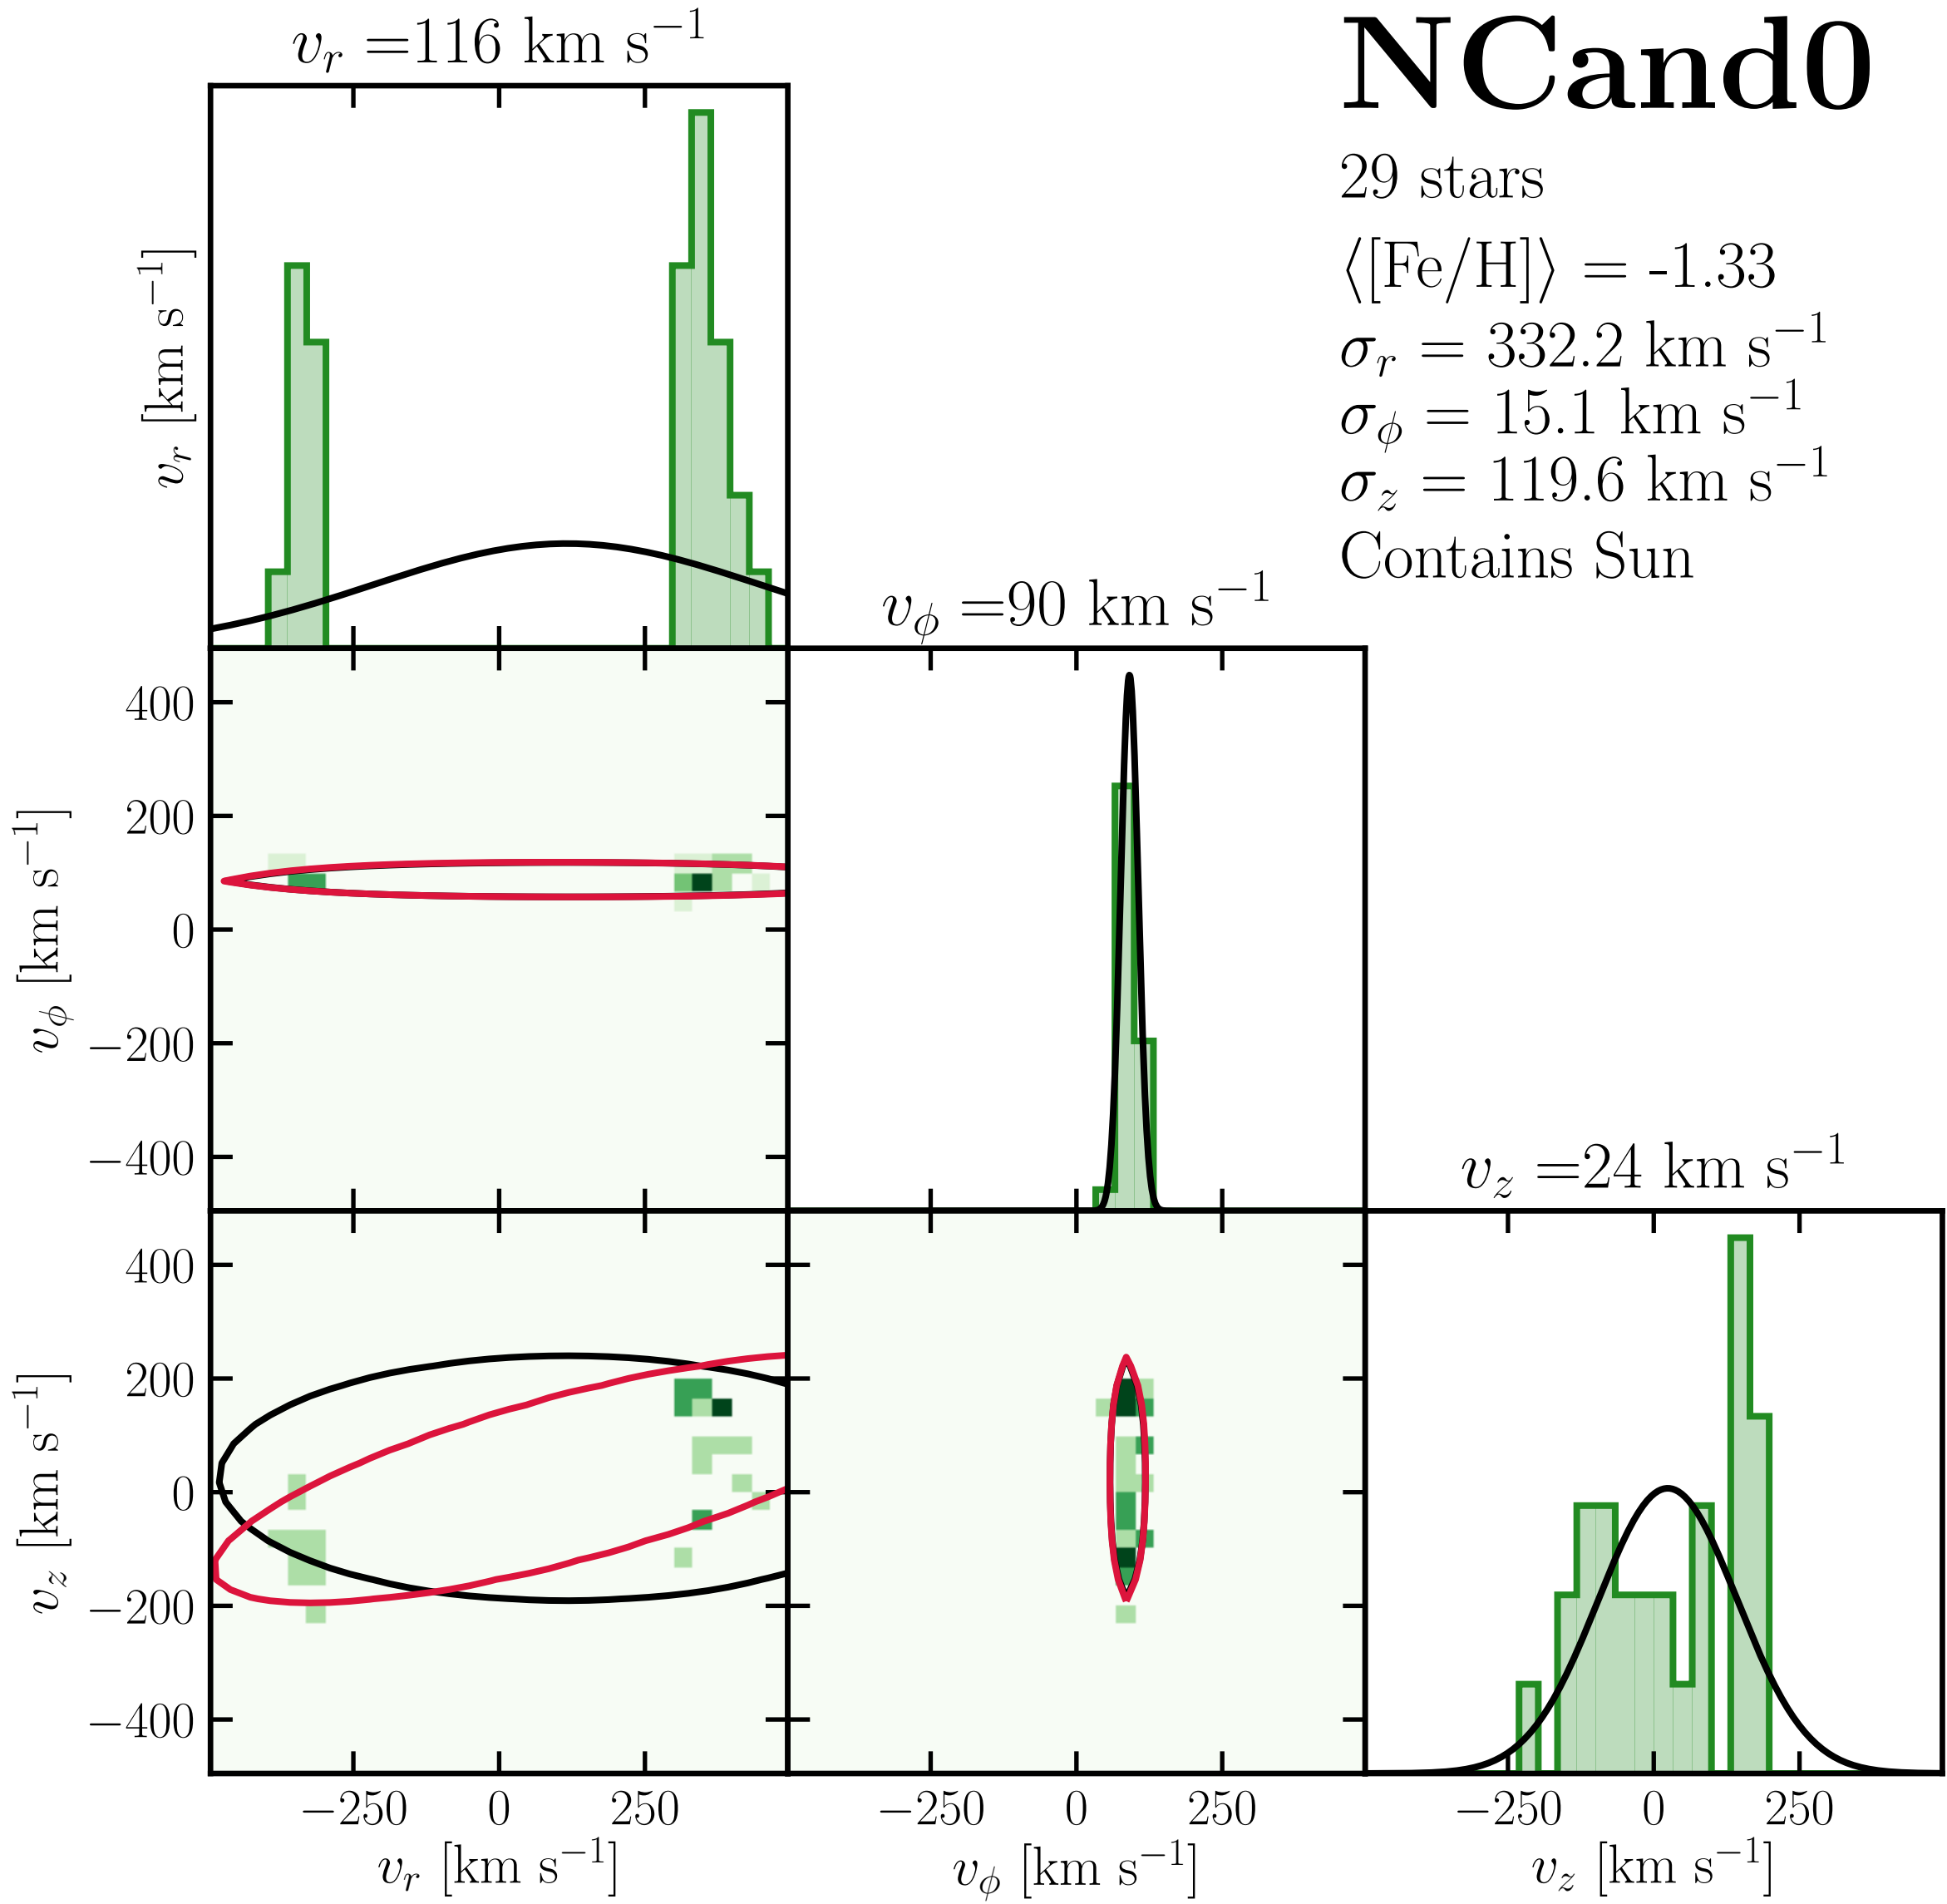 NCand0
29 stars
⟨[Fe/H]⟩ = -1.33
σ_r = 332.2 km s⁻¹
σ_ϕ = 15.1 km s⁻¹
σ_z = 119.6 km s⁻¹
Contains Sun
v_r =116 km s⁻¹
v_r [km s⁻¹]
v_ϕ =90 km s⁻¹
400
200
0
−200
−400
v_ϕ [km s⁻¹]
v_z =24 km s⁻¹
400
200
0
−200
−400
v_z [km s⁻¹]
−250 0 250
v_r [km s⁻¹]
−250 0 250
v_ϕ [km s⁻¹]
−250 0 250
v_z [km s⁻¹]